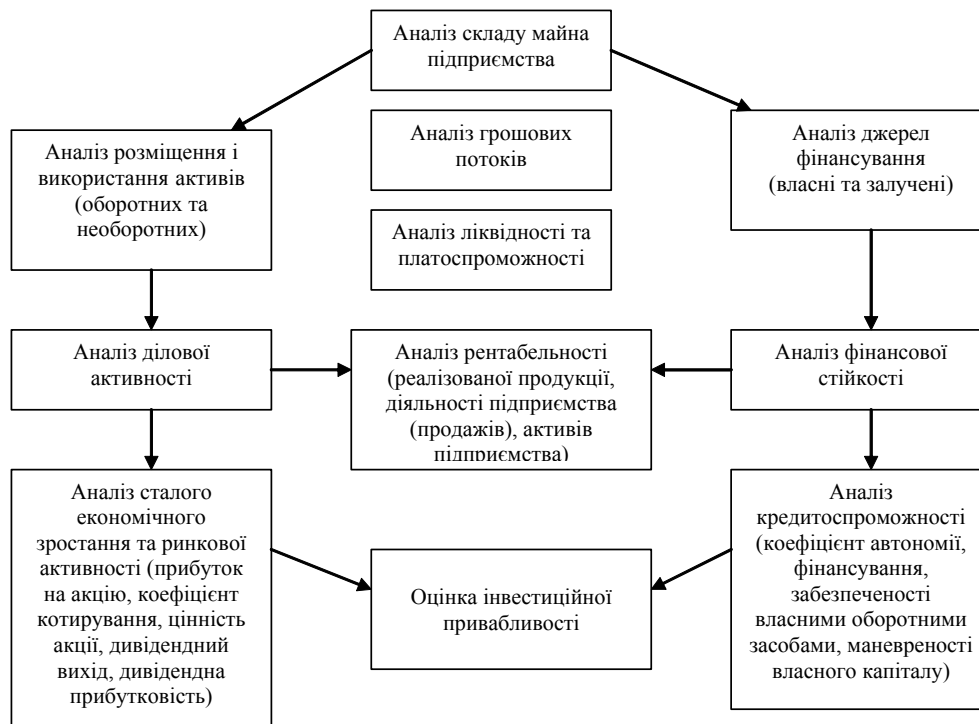 Аналіз складу майна
підприємства
Аналіз розміщення і
використання активів
(оборотних та
необоротних)
Аналіз грошових
потоків
Аналіз джерел
фінансування
(власні та залучені)
Аналіз ліквідності та
платоспроможності
Аналіз ділової
активності
Аналіз рентабельності
(реалізованої продукції,
діяльності підприємства
(продажів), активів
підприємства)
Аналіз фінансової
стійкості
Аналіз сталого
економічного
зростання та ринкової
активності (прибуток
на акцію, коефіцієнт
котирування, цінність
акції, дивідендний
вихід, дивідендна
прибутковість)
Оцінка інвестиційної
привабливості
Аналіз
кредитоспроможності
(коефіцієнт автономії,
фінансування,
забезпеченості
власними оборотними
засобами, маневреності
власного капіталу)